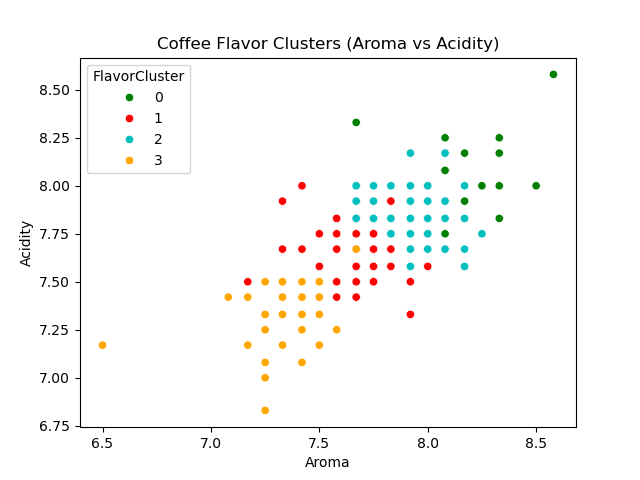 Coffee Flavor Clusters (Aroma vs Acidity)
FlavorCluster
0
1
2
3
8.50
8.25
8.00
7.75
7.50
7.25
7.00
6.75
Acidity
6.5 7.0 7.5 8.0 8.5
Aroma